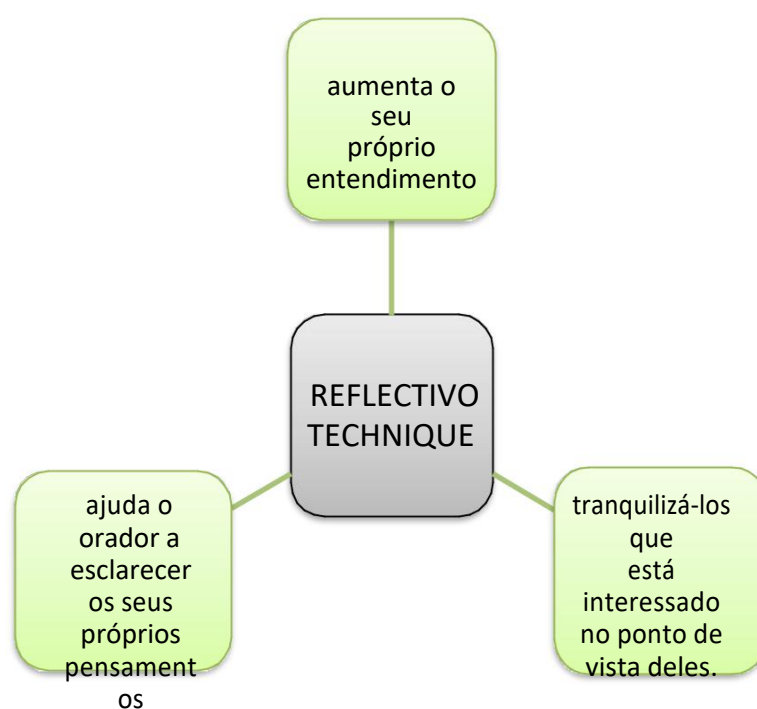 aumenta o
seu
próprio
entendimento
REFLECTIVO
TECHNIQUE
ajuda o
orador a
esclarecer
os seus
próprios
pensament
os
tranquilizá-los
que
está
interessado
no ponto de
vista deles.